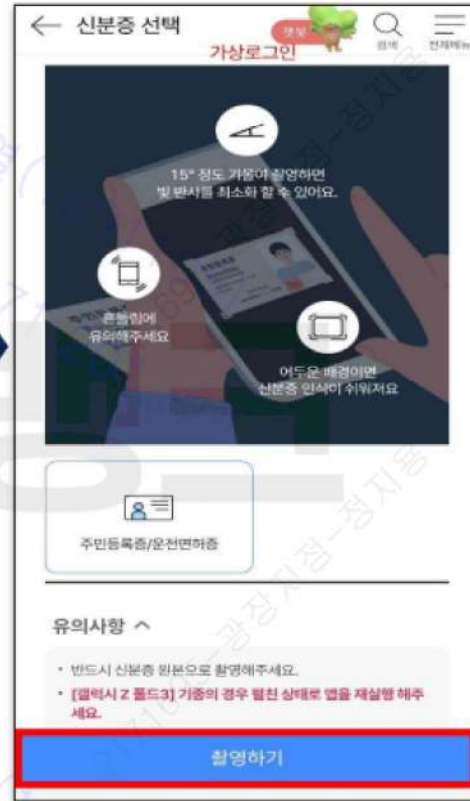 신분증 선택
챗봇
검색
전체메뉴
가상로그인
15° 정도 기울여 촬영하면
빛 반사를 최소화 할 수 있어요.
흔들림에
유의해주세요
어두운 배경이면
신분증 인식이 쉬워져요
주민등록증/운전면허증
유의사항
• 반드시 신분증 원본으로 촬영해주세요.
• [갤럭시 Z 폴드3] 기종의 경우 펼친 상태로 앱을 재실행 해주
세요.
촬영하기